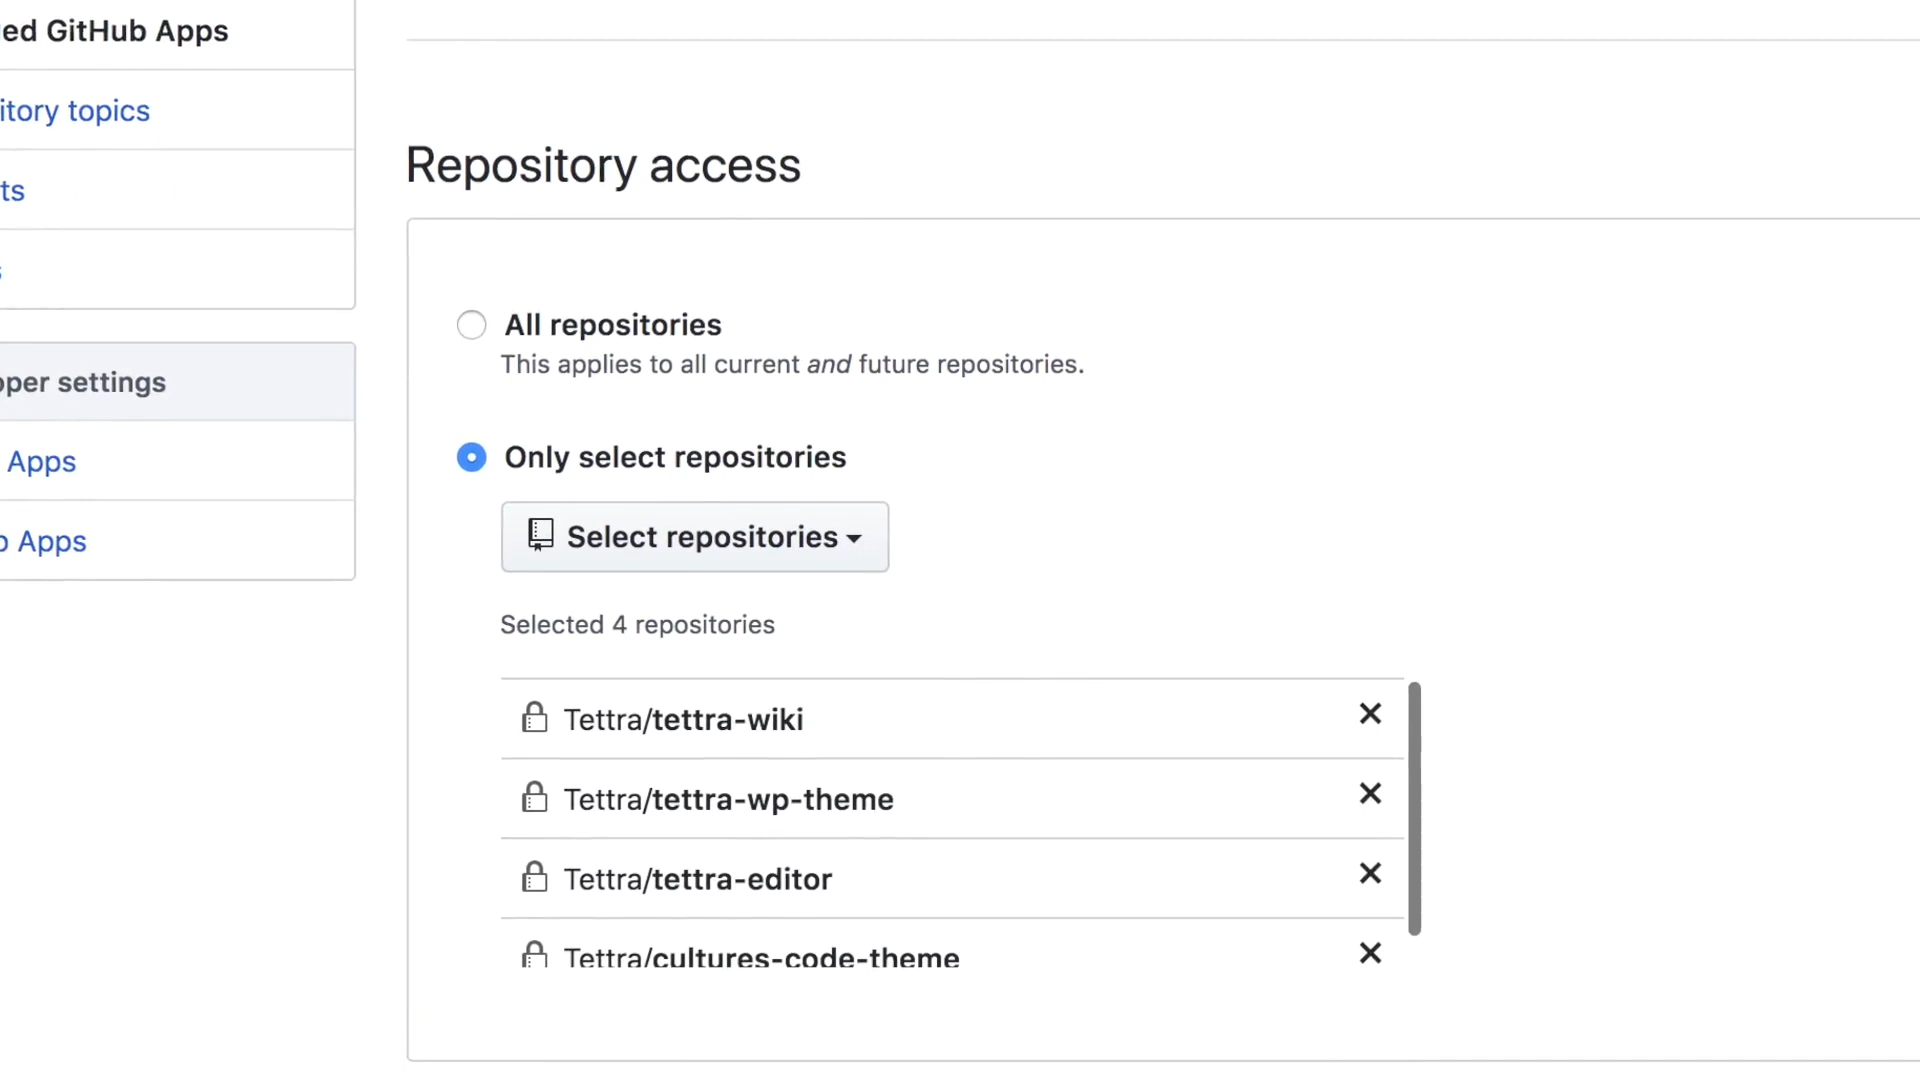 ed GitHub Apps
itory topics
ts
s
per settings
Apps
Apps
Repository access
All repositories
This applies to all current and future repositories.
Only select repositories
Select repositories
Selected 4 repositories
Tettra/tettra-wiki
Tettra/tettra-wp-theme
Tettra/tettra-editor
Tettra/cultures-code-theme